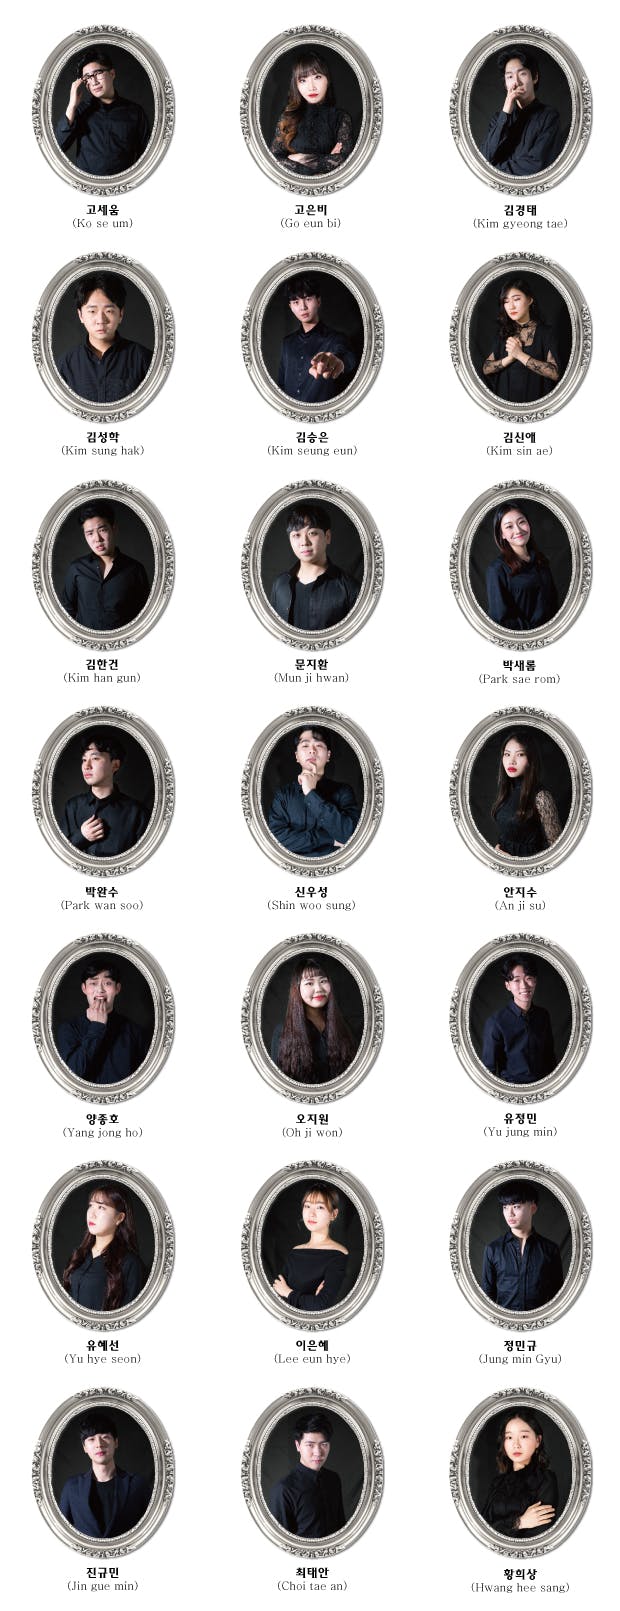 고세움
(Ko se um)
고은비
(Go eun bi)
김경태
(Kim gyeong tae)
김성학
(Kim sung hak)
김승은
(Kim seung eun)
김신애
(Kim sin ae)
김한건
(Kim han gun)
문지환
(Mun ji hwan)
박새롬
(Park sae rom)
박완수
(Park wan soo)
신우성
(Shin woo sung)
안지수
(An ji su)
양종호
(Yang jong ho)
오지원
(Oh ji won)
유정민
(Yu jung min)
유혜선
(Yu hye seon)
이은혜
(Lee eun hye)
정민규
(Jung min Gyu)
진규민
(Jin gue min)
최태안
(Choi tae an)
황희상
(Hwang hee sang)